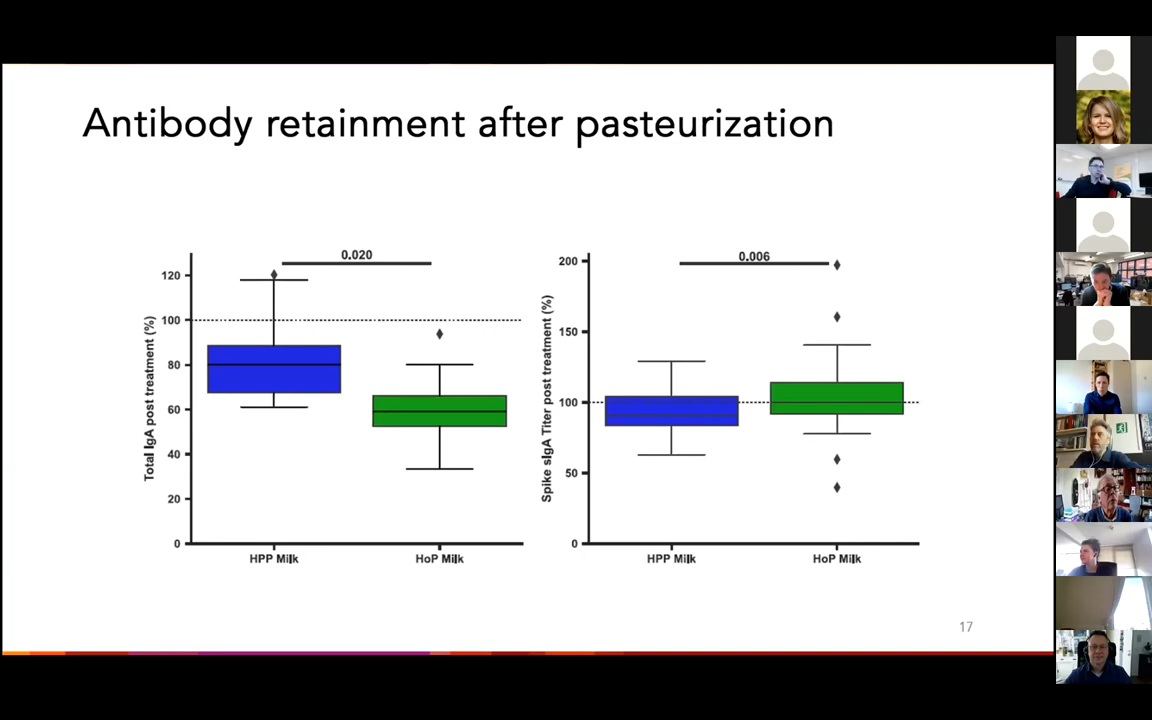 Antibody retainment after pasteurization
0.020
120
100
80
60
40
20
0
Total IgA post treatment (%)
HPP Milk
HoP Milk
0.006
200
150
100
50
0
Spike sIgA Titer post treatment (%)
HPP Milk
HoP Milk
17